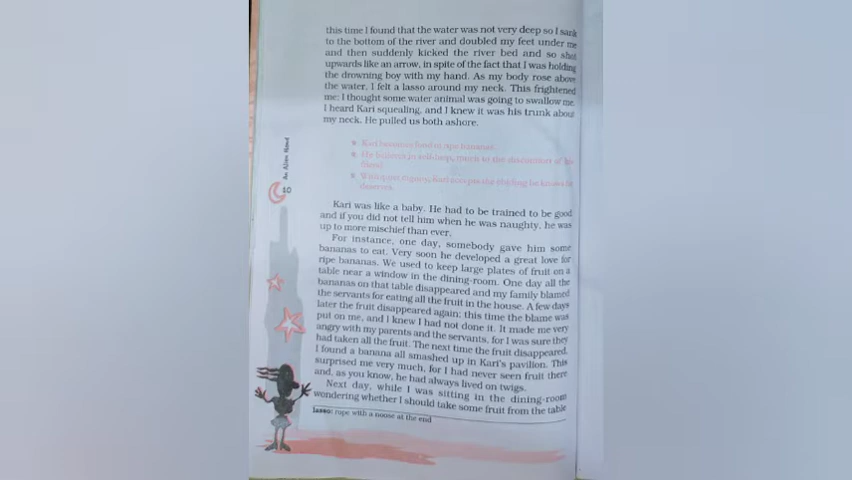 this time I found that the water was not very deep so I sank
to the bottom of the river and doubled my feet under me
and then suddenly kicked the river bed and so shot
upwards like an arrow, in spite of the fact that I was holding
the drowning boy with my hand. As my body rose above
the water, I felt a lasso around my neck. This frightened
me; I thought some water animal was going to swallow me.
I heard Kari squealing, and I knew it was his trunk about
my neck. He pulled us both ashore.
Kari becomes fond of ripe bananas.
He believes in self-help, much to the discomfort of his
friend.
With great dignity, Kari accepts the chiding he knows he
deserves.
An Alien Hand
10
Kari was like a baby. He had to be trained to be good
and if you did not tell him when he was naughty, he was
up to more mischief than ever.
For instance, one day, somebody gave him some
bananas to eat. Very soon he developed a great love for
ripe bananas. We used to keep large plates of fruit on a
table near a window in the dining-room. One day all the
bananas on that table disappeared and my family blamed
the servants for eating all the fruit in the house. A few days
later the fruit disappeared again; this time the blame was
put on me, and I knew I had not done it. It made me very
angry with my parents and the servants, for I was sure they
had taken all the fruit. The next time the fruit disappeared,
I found a banana all smashed up in Kari's pavilion. This
surprised me very much, for I had never seen fruit there
and, as you know, he had always lived on twigs.
Next day, while I was sitting in the dining-room
wondering whether I should take some fruit from the table
lasso: rope with a noose at the end